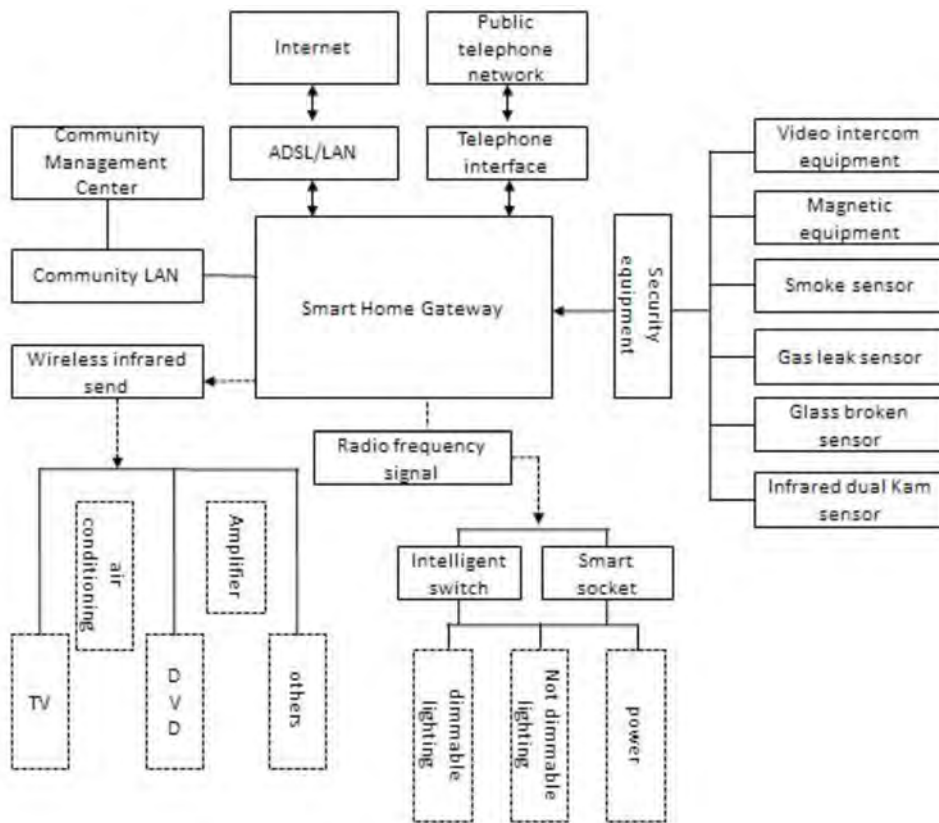 Internet
Public
telephone
network
Community
Management
Center
ADSL/LAN
Telephone
interface
Video intercom
equipment
Magnetic
equipment
Community LAN
Smart Home Gateway
Security
equipment
Smoke sensor
Wireless infrared
send
Gas leak sensor
Radio frequency
signal
Glass broken
sensor
Infrared dual Kam
sensor
air
conditioning
Amplifier
Intelligent
switch
Smart
socket
TV
D
V
D
others
dimmable
lighting
Not dimmable
lighting
power